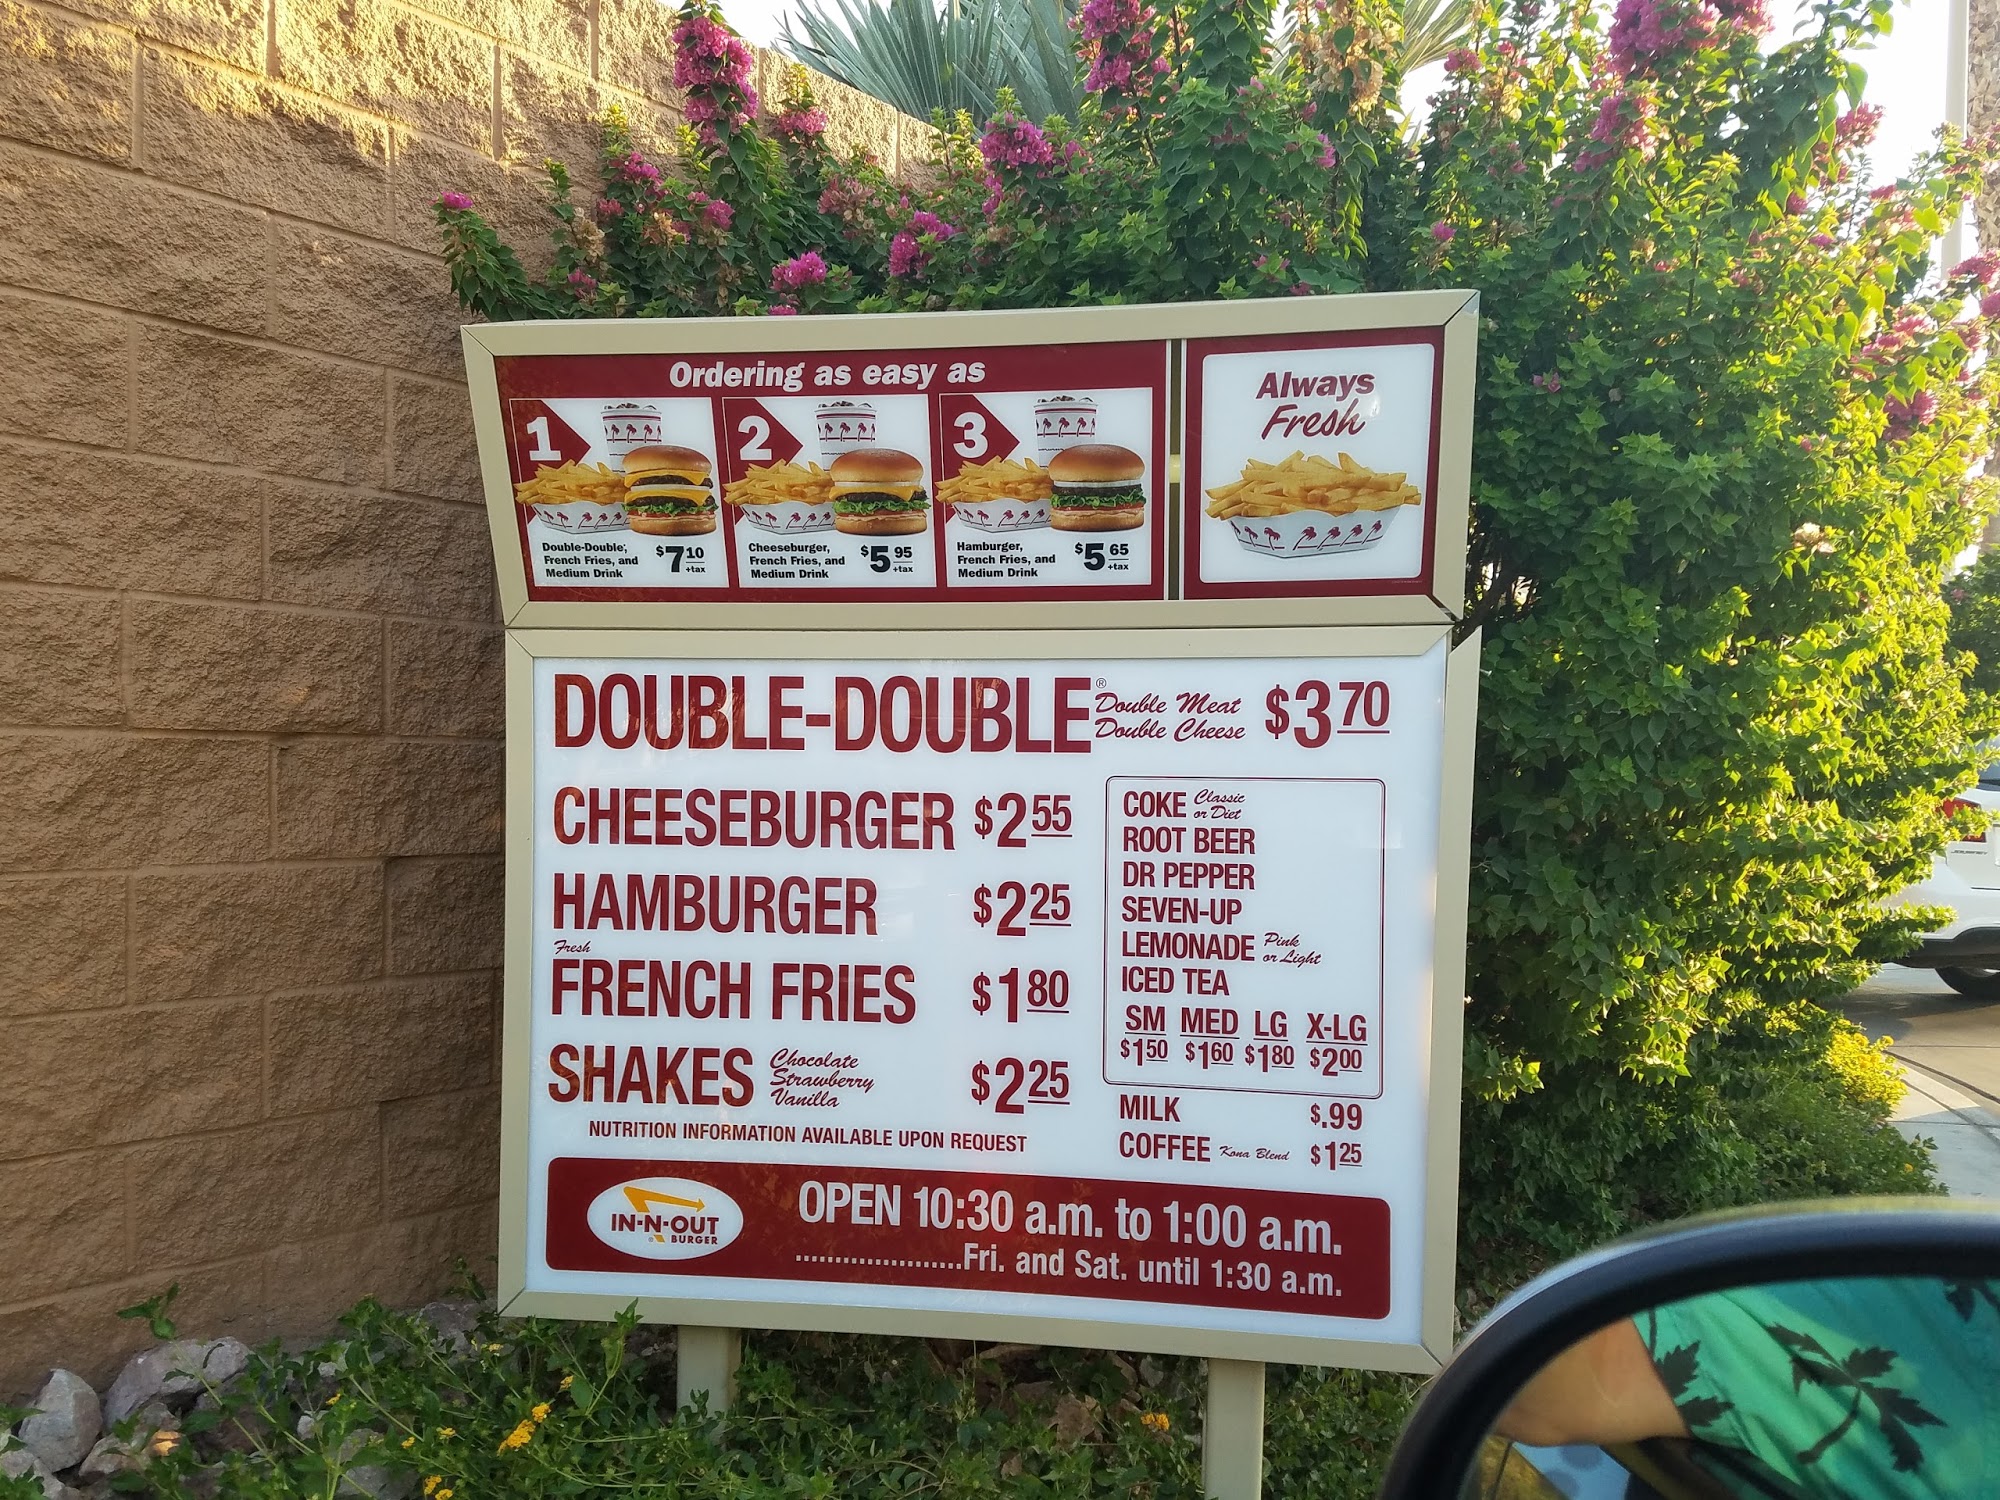 Ordering as easy as
1
Double-Double®,
French Fries, and
Medium Drink
$7 10
+tax
2
Cheeseburger,
French Fries, and
Medium Drink
$5 95
+tax
3
Hamburger,
French Fries, and
Medium Drink
$5 65
+tax
Always
Fresh
DOUBLE-DOUBLE® Double Meat Double Cheese $3 70
CHEESEBURGER $2 55
HAMBURGER $2 25
Fresh
FRENCH FRIES $1 80
SHAKES Chocolate Strawberry Vanilla $2 25
NUTRITION INFORMATION AVAILABLE UPON REQUEST
COKE Classic or Diet
ROOT BEER
DR PEPPER
SEVEN-UP
LEMONADE Pink or Light
ICED TEA
SM MED LG X-LG
$1 50 $1 60 $1 80 $2 00
MILK $.99
COFFEE Kona Blend $1 25
IN-N-OUT
BURGER
OPEN 10:30 a.m. to 1:00 a.m.
.....................Fri. and Sat. until 1:30 a.m.